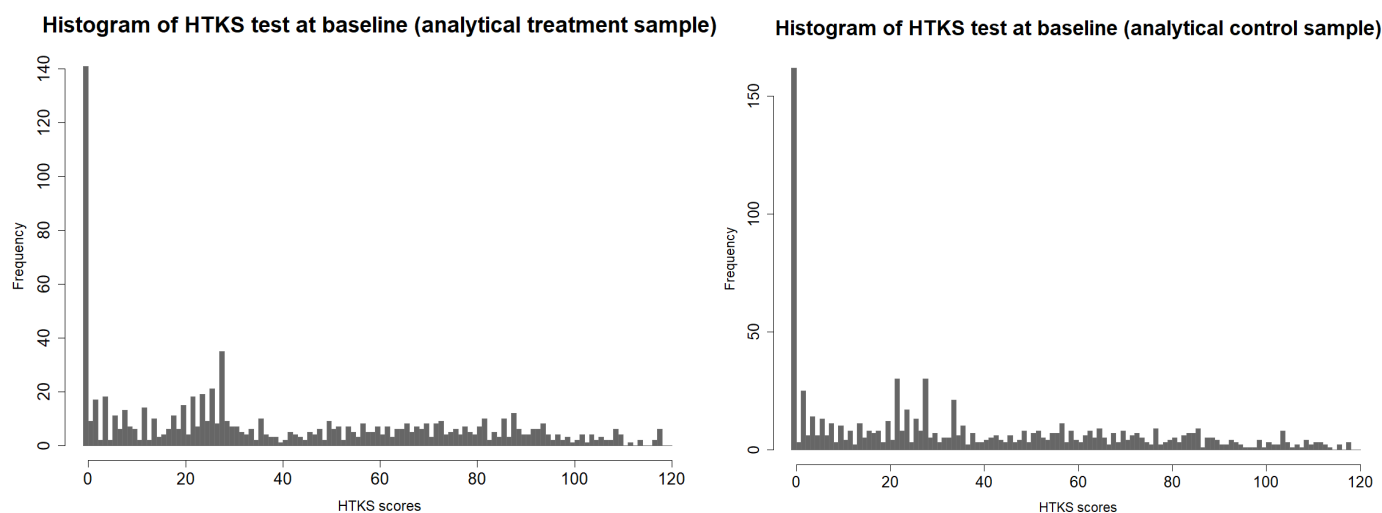 Histogram of HTKS test at baseline (analytical treatment sample)
140
120
100
80
60
40
20
0
Frequency
0 20 40 60 80 100 120
HTKS scores
Histogram of HTKS test at baseline (analytical control sample)
150
100
50
0
Frequency
0 20 40 60 80 100 120
HTKS scores